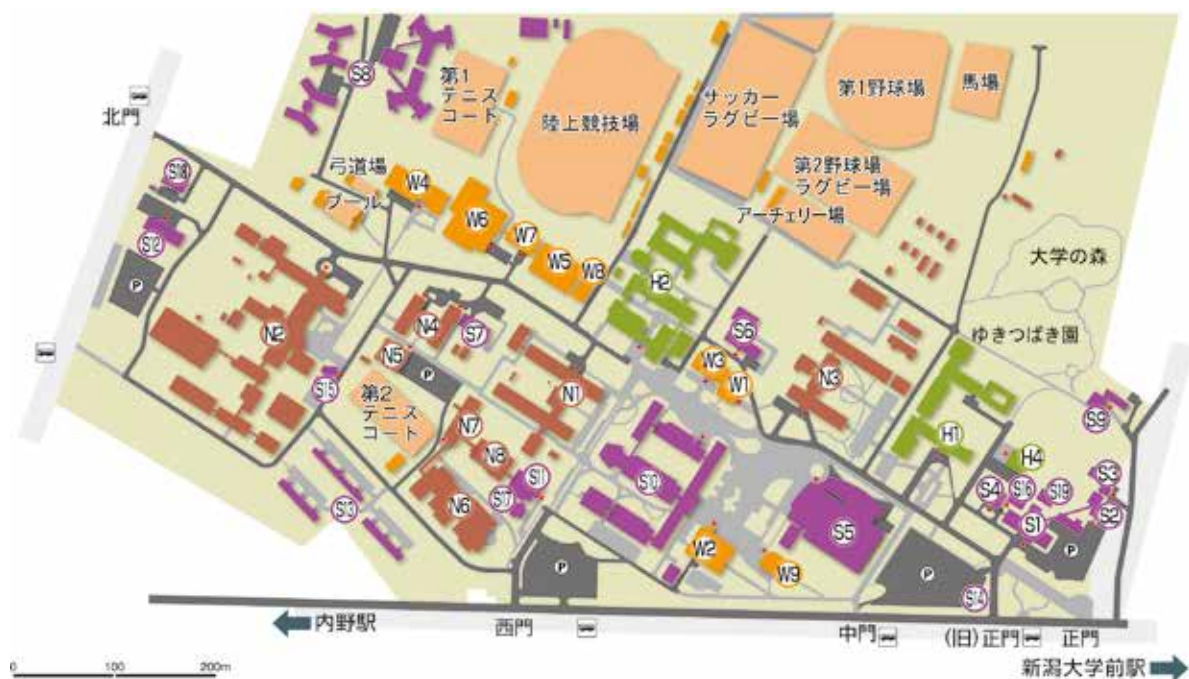 S8
第1
テニス
コート
陸上競技場
サッカー
ラグビー場
第1野球場
馬場
北門
第2野球場
ラグビー場
弓道場
プール
W4
アーチェリー場
S18
W6
W7
W5
W8
H2
大学の森
S12
P
N2
N4
S7
S6
ゆきつばき園
N5
P
W3
W1
N3
S15
第2
テニス
コート
N1
S9
N7
H1
H4
N8
S11
S10
S3
S4
S16
S19
S13
S17
N6
S5
S1
S2
W2
W9
P
P
P
S14
内野駅
西門
中門
(旧)正門
正門
0
100
200m
新潟大学前駅